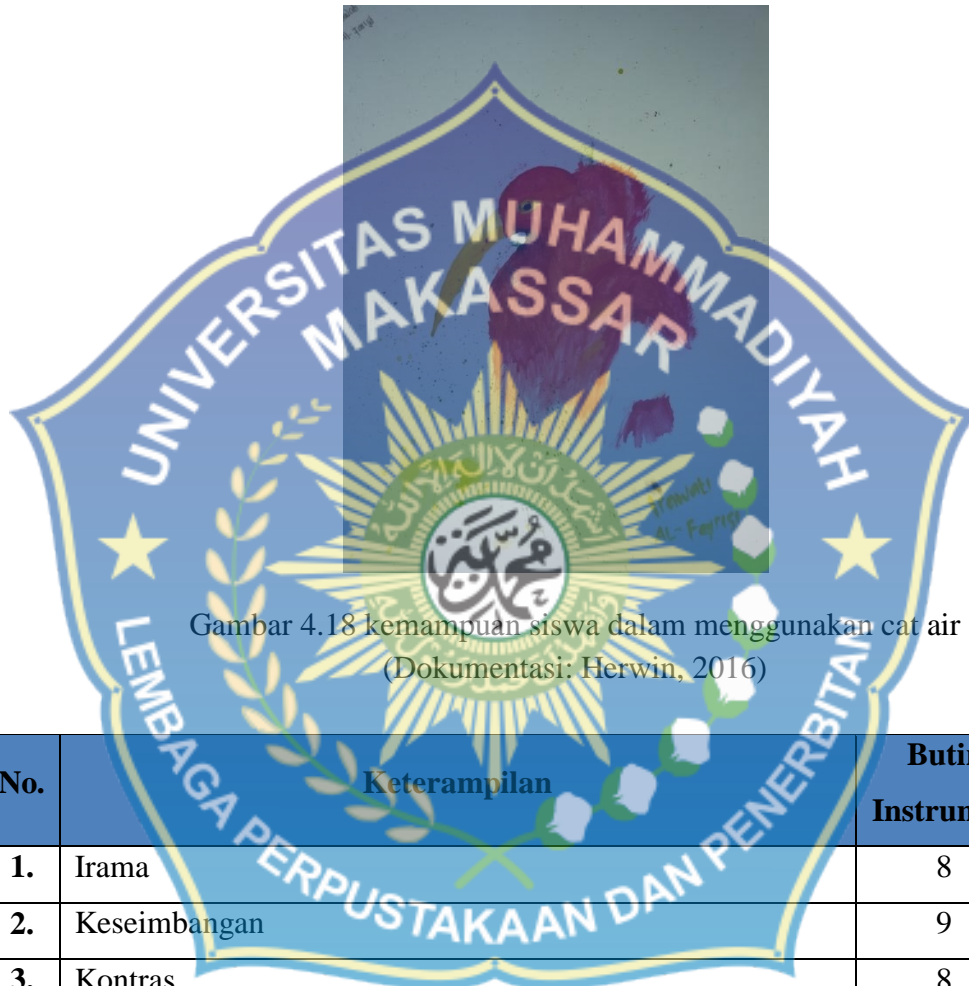 UNIVERSITAS MUHAMMADIYAH
MAKASSAR
Gambar 4.18 kemampuan siswa dalam menggunakan cat air
(Dokumentasi: Herwin, 2016)
No.
Keterampilan
Butir
Instrum
1. Irama 8
2. Keseimbangan 9
3. Kontras 8
LEMBAGA PERPUSTAKAAN DAN PENERBITAN